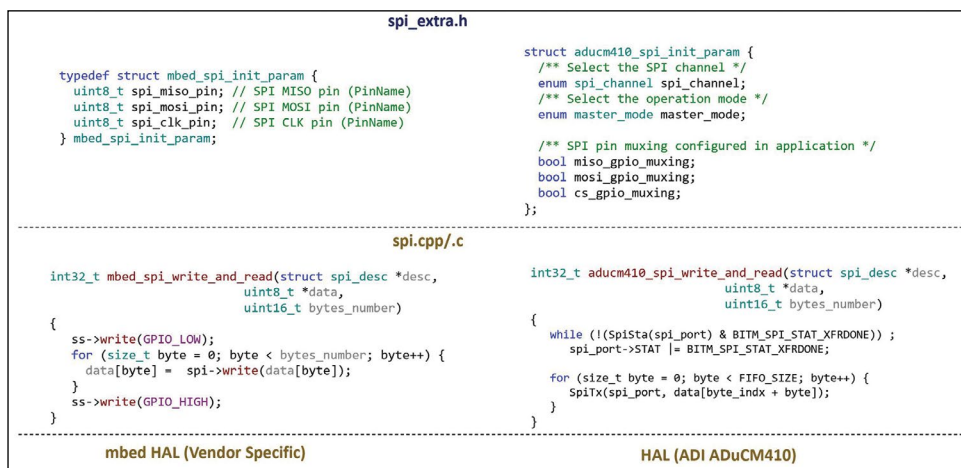 spi_extra.h
typedef struct mbed_spi_init_param {
uint8_t spi_miso_pin; // SPI MISO pin (PinName)
uint8_t spi_mosi_pin; // SPI MOSI pin (PinName)
uint8_t spi_clk_pin; // SPI CLK pin (PinName)
} mbed_spi_init_param;
struct aducm410_spi_init_param {
/** Select the SPI channel */
enum spi_channel spi_channel;
/** Select the operation mode */
enum master_mode master_mode;
/** SPI pin muxing configured in application */
bool miso_gpio_muxing;
bool mosi_gpio_muxing;
bool cs_gpio_muxing;
};
spi.cpp/.c
int32_t mbed_spi_write_and_read(struct spi_desc *desc,
uint8_t *data,
uint16_t bytes_number)
{
ss->write(GPIO_LOW);
for (size_t byte = 0; byte < bytes_number; byte++) {
data[byte] = spi->write(data[byte]);
}
ss->write(GPIO_HIGH);
}
int32_t aducm410_spi_write_and_read(struct spi_desc *desc,
uint8_t *data,
uint16_t bytes_number)
{
while (!(SpiSta(spi_port) & BITM_SPI_STAT_XFRDONE)) ;
spi_port->STAT |= BITM_SPI_STAT_XFRDONE;
for (size_t byte = 0; byte < FIFO_SIZE; byte++) {
SpiTx(spi_port, data[byte_indx + byte]);
}
}
mbed HAL (Vendor Specific)
HAL (ADI ADuCM410)